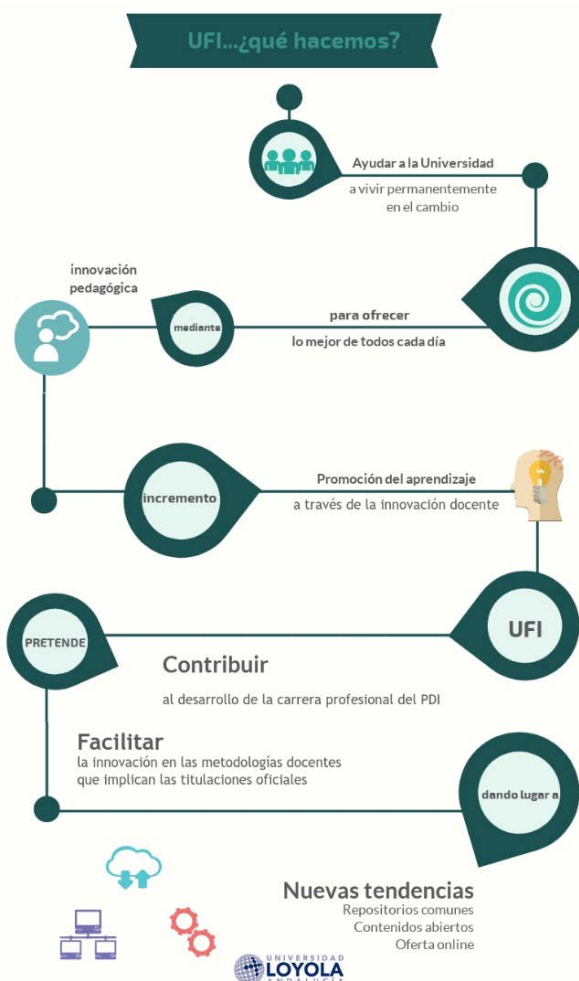 UFI...¿qué hacemos?
Ayudar a la Universidad
a vivir permanentemente
en el cambio
innovación
pedagógica
mediante
para ofrecer
lo mejor de todos cada día
incremento
Promoción del aprendizaje
a través de la innovación docente
UFI
PRETENDE
Contribuir
al desarrollo de la carrera profesional del PDI
Facilitar
la innovación en las metodologías docentes
que implican las titulaciones oficiales
dando lugar a
Nuevas tendencias
Repositorios comunes
Contenidos abiertos
Oferta online
UNIVERSIDAD
LOYOLA
ANDALUCÍA